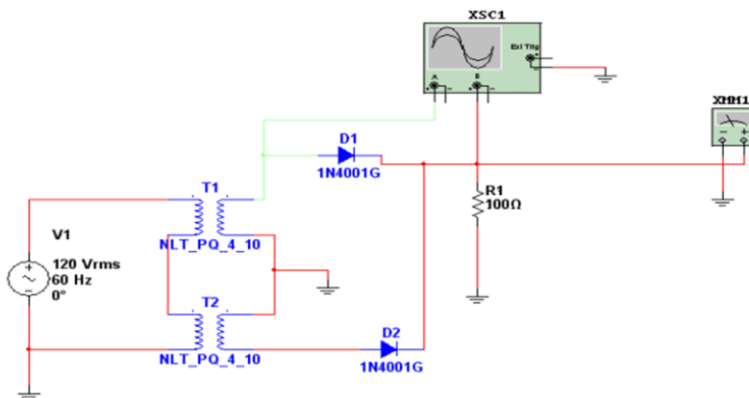 XSC1
Ext Trig
+
-
A
B
+
-
+
-
XMM1
-
+
D1
1N4001G
R1
100Ω
T1
NLT_PQ_4_10
V1
120 Vrms
60 Hz
0°
T2
NLT_PQ_4_10
D2
1N4001G